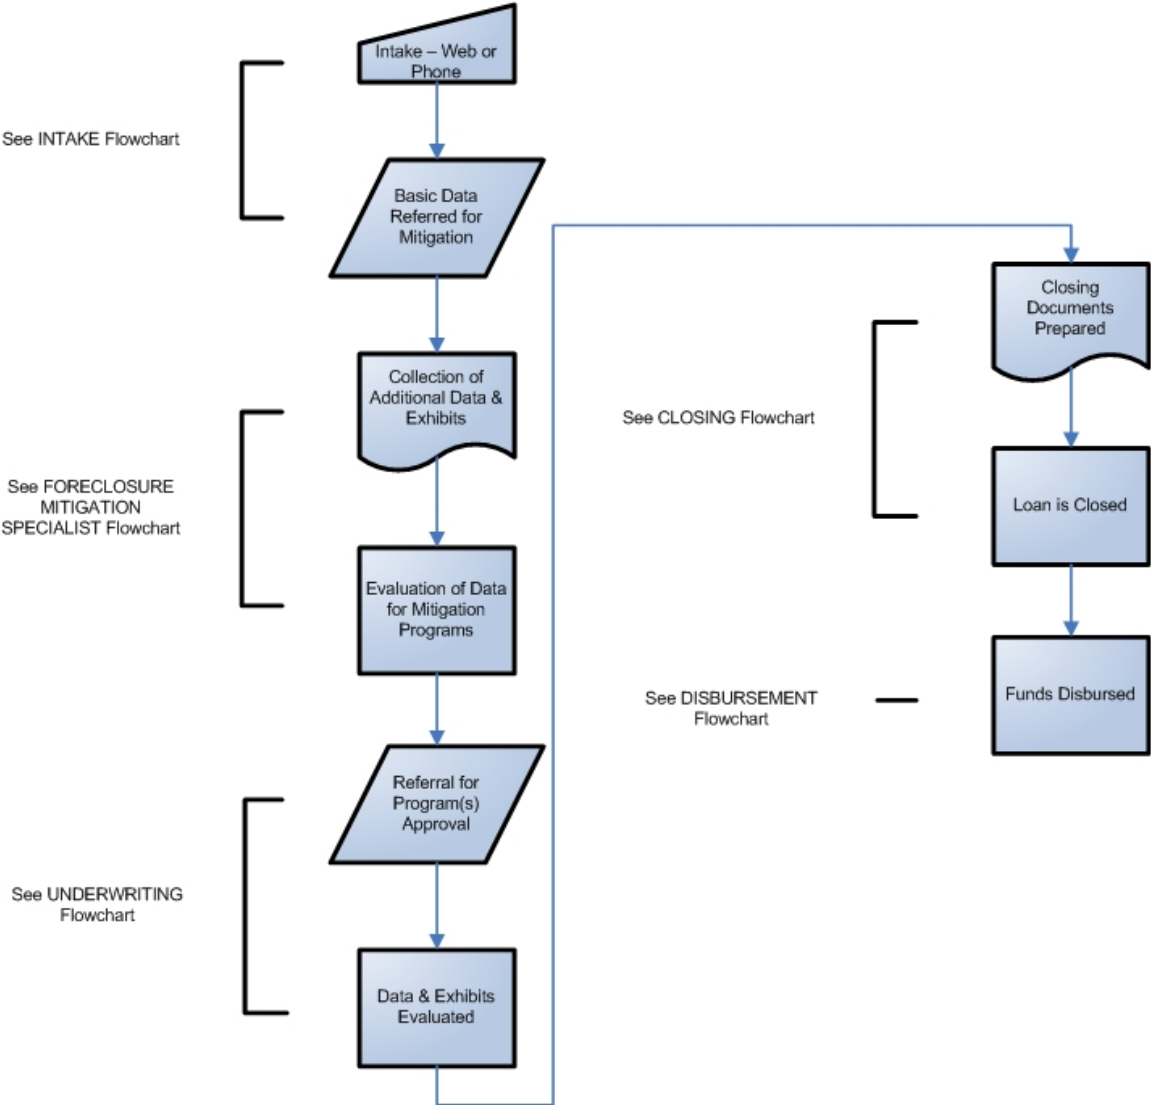 Intake – Web or
Phone
See INTAKE Flowchart
Basic Data
Referred for
Mitigation
Collection of
Additional Data &
Exhibits
See FORECLOSURE
MITIGATION
SPECIALIST Flowchart
Evaluation of Data
for Mitigation
Programs
Referral for
Program(s)
Approval
See UNDERWRITING
Flowchart
Data & Exhibits
Evaluated
Closing
Documents
Prepared
See CLOSING Flowchart
Loan is Closed
See DISBURSEMENT
Flowchart
Funds Disbursed